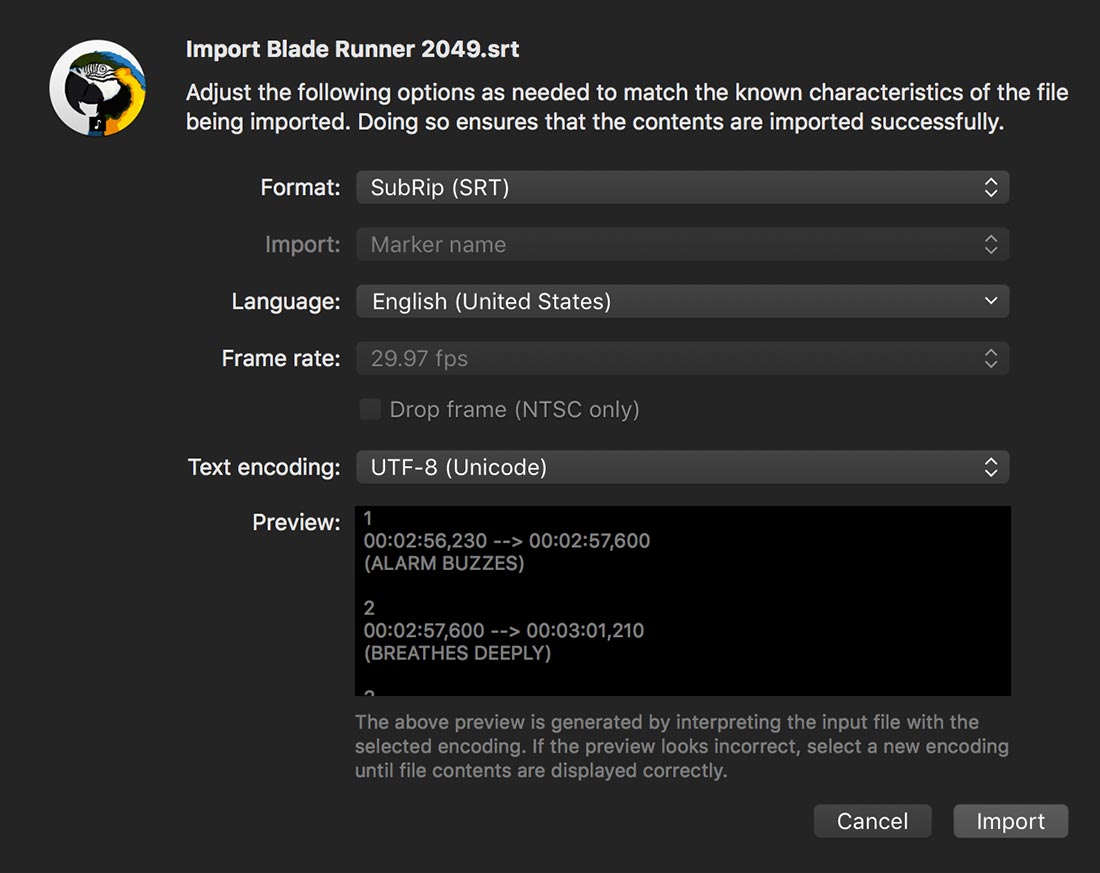 Import Blade Runner 2049.srt
Adjust the following options as needed to match the known characteristics of the file
being imported. Doing so ensures that the contents are imported successfully.
Format: SubRip (SRT)
Import: Marker name
Language: English (United States)
Frame rate: 29.97 fps
Drop frame (NTSC only)
Text encoding: UTF-8 (Unicode)
Preview: 1
00:02:56,230 --> 00:02:57,600
(ALARM BUZZES)
2
00:02:57,600 --> 00:03:01,210
(BREATHES DEEPLY)
The above preview is generated by interpreting the input file with the
selected encoding. If the preview looks incorrect, select a new encoding
until file contents are displayed correctly.
Cancel Import